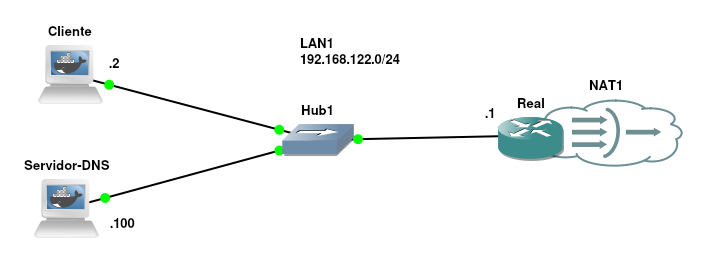 Cliente
.2
LAN1
192.168.122.0/24
Hub1
.1
Real
NAT1
Servidor-DNS
.100